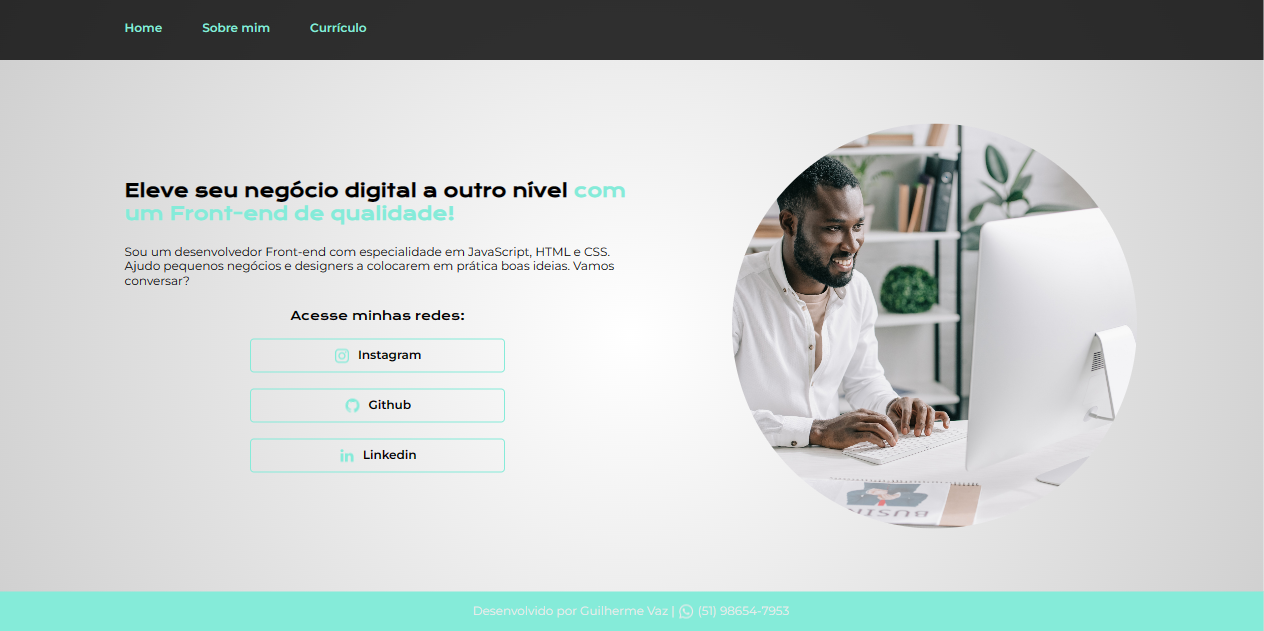 Home Sobre mim Currículo
Eleve seu negócio digital a outro nível com
um Front-end de qualidade!
Sou um desenvolvedor Front-end com especialidade em JavaScript, HTML e CSS.
Ajudo pequenos negócios e designers a colocarem em prática boas ideias. Vamos
conversar?
Acesse minhas redes:
Instagram
Github
Linkedin
BUSIN
Desenvolvido por Guilherme Vaz | (51) 98654-7953